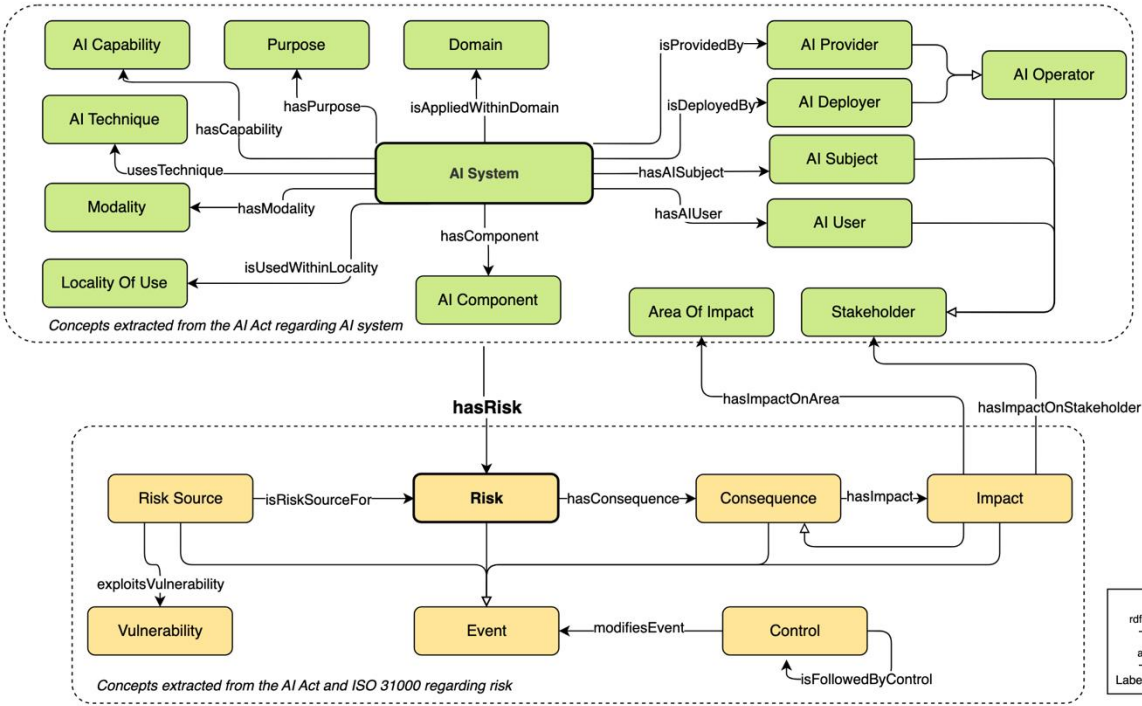 AI Capability
Purpose
Domain
isProvidedBy
AI Provider
AI Operator
hasPurpose
isAppliedWithinDomain
isDeployedBy
AI Deployer
AI Technique
hasCapability
usesTechnique
AI System
hasAISubject
AI Subject
Modality
hasModality
hasAIUser
AI User
hasComponent
isUsedWithinLocality
Locality Of Use
AI Component
Area Of Impact
Stakeholder
Concepts extracted from the AI Act regarding AI system
hasRisk
hasImpactOnArea
hasImpactOnStakeholder
Risk Source
isRiskSourceFor
Risk
hasConsequence
Consequence
hasImpact
Impact
exploitsVulnerability
Vulnerability
Event
modifiesEvent
Control
isFollowedByControl
Concepts extracted from the AI Act and ISO 31000 regarding risk
rdf
a
Label